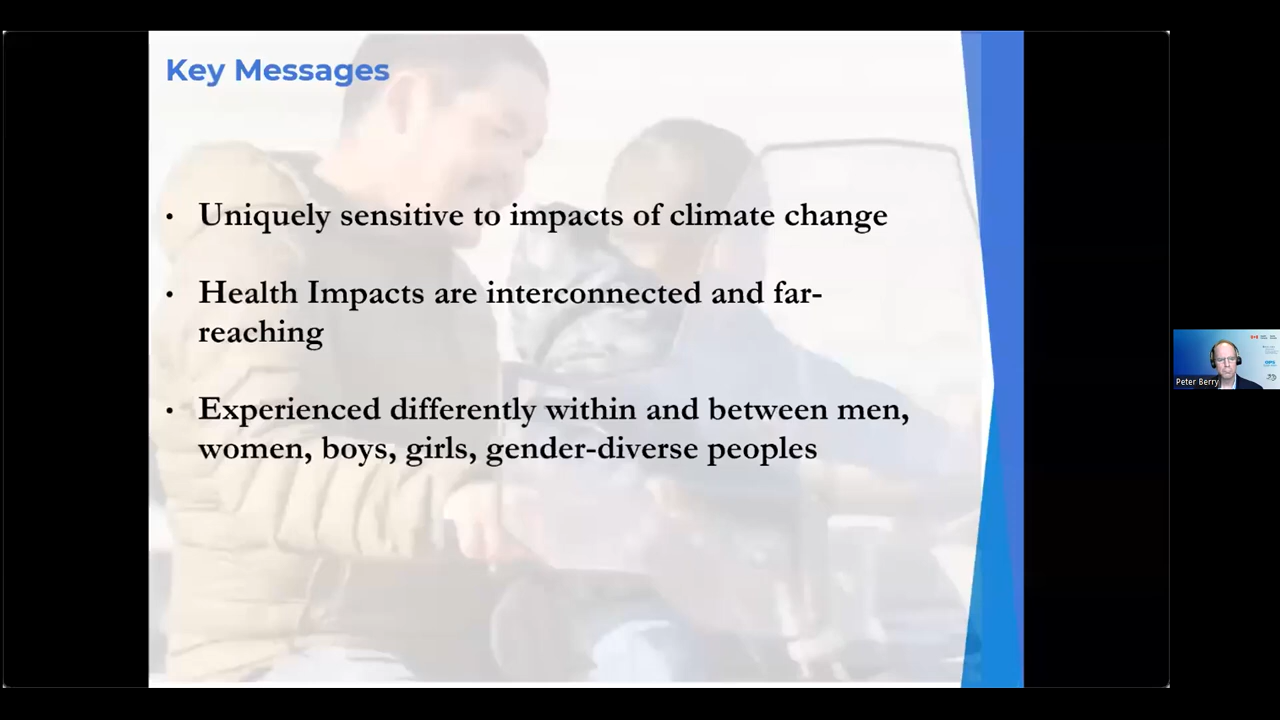 Key Messages
• Uniquely sensitive to impacts of climate change
• Health Impacts are interconnected and far-
reaching
• Experienced differently within and between men,
women, boys, girls, gender-diverse peoples
Peter Berry